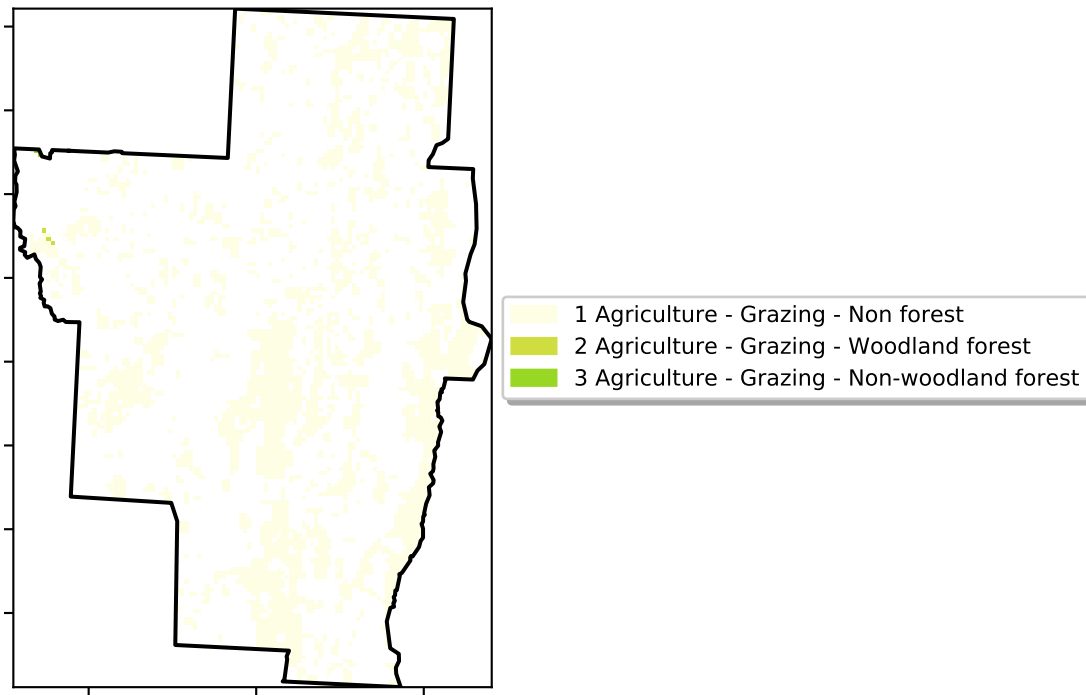 1 Agriculture - Grazing - Non forest
2 Agriculture - Grazing - Woodland forest
3 Agriculture - Grazing - Non-woodland forest